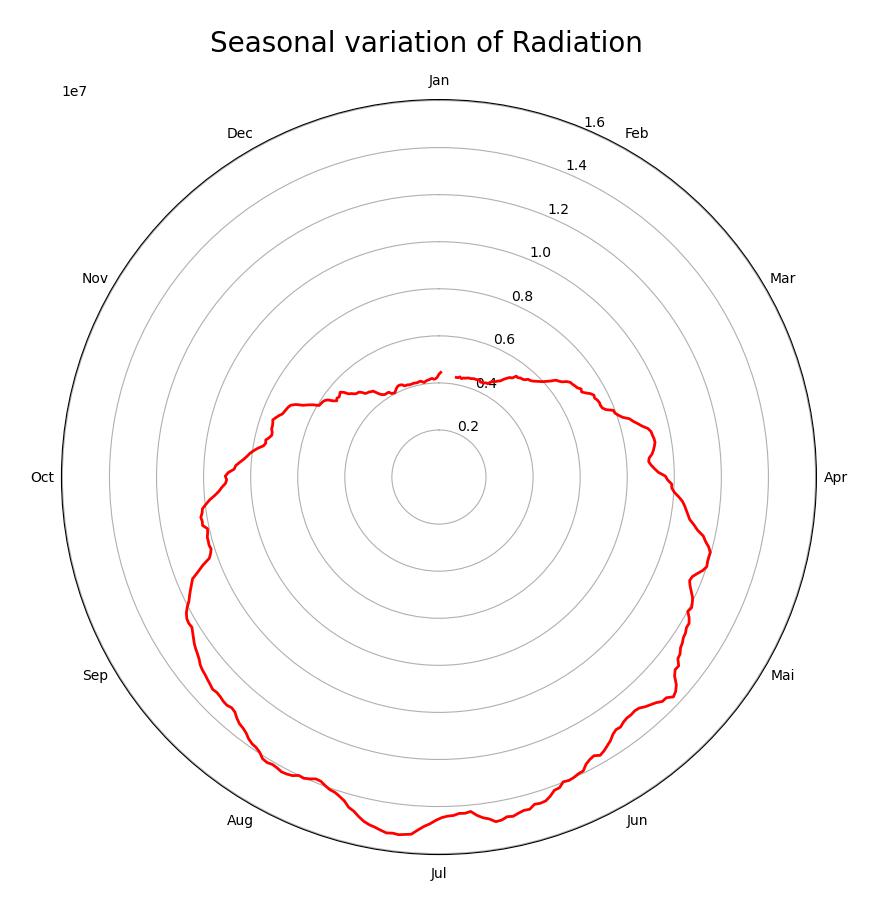 Seasonal variation of Radiation
Jan
1e7
1.6
Dec
Feb
1.4
1.2
1.0
Nov
Mar
0.8
0.6
0.4
0.2
Oct
Apr
Sep
Mai
Aug
Jun
Jul